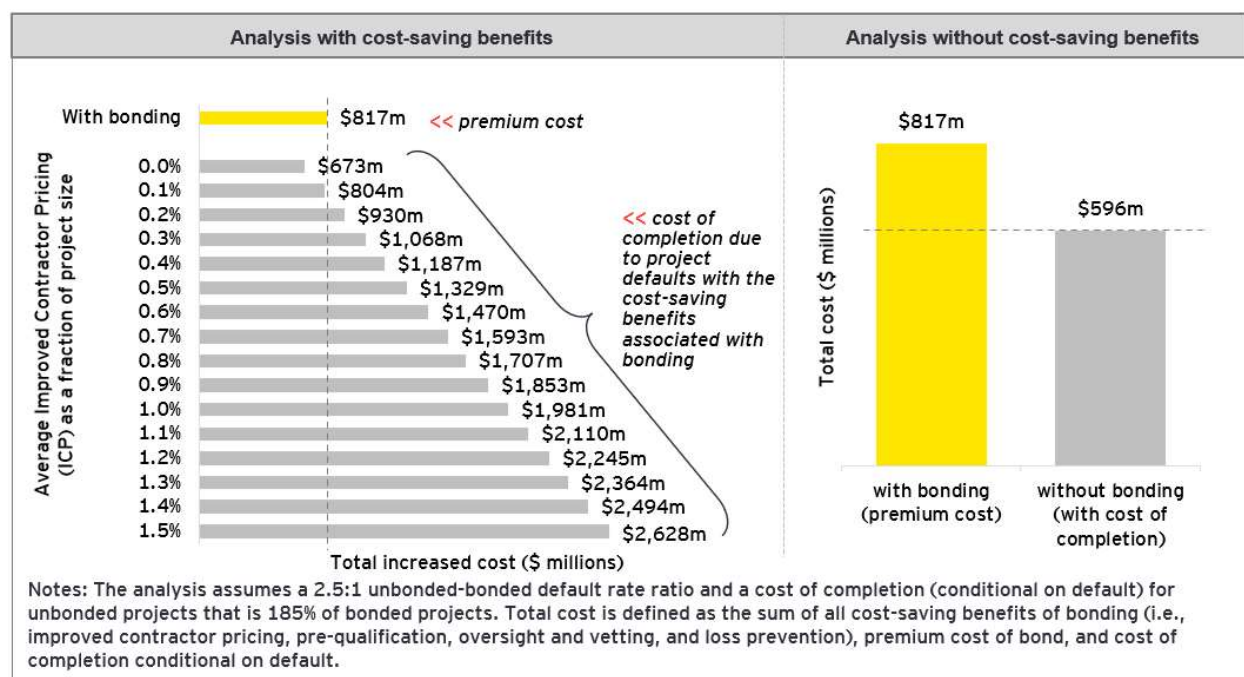 Analysis with cost-saving benefits
Analysis without cost-saving benefits
Average Improved Contractor Pricing
(ICP) as a fraction of project size
With bonding $817m << premium cost
0.0% $673m
0.1% $804m
0.2% $930m
0.3% $1,068m
0.4% $1,187m
0.5% $1,329m
0.6% $1,470m
0.7% $1,593m
0.8% $1,707m
0.9% $1,853m
1.0% $1,981m
1.1% $2,110m
1.2% $2,245m
1.3% $2,364m
1.4% $2,494m
1.5% $2,628m
<< cost of
completion due
to project
defaults with the
cost-saving
benefits
associated with
bonding
Total increased cost ($ millions)
Total cost ($ millions)
$817m
$596m
with bonding
(premium cost)
without bonding
(with cost of
completion)
Notes: The analysis assumes a 2.5:1 unbonded-bonded default rate ratio and a cost of completion (conditional on default) for
unbonded projects that is 185% of bonded projects. Total cost is defined as the sum of all cost-saving benefits of bonding (i.e.,
improved contractor pricing, pre-qualification, oversight and vetting, and loss prevention), premium cost of bond, and cost of
completion conditional on default.